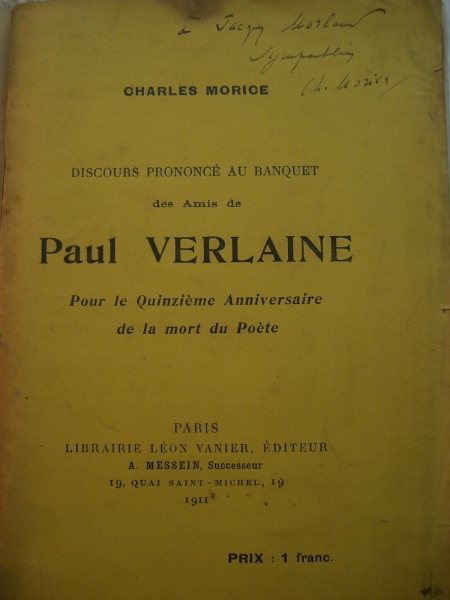 à Jacques Morland
Ch. Morice
CHARLES MORICE
DISCOURS PRONONCÉ AU BANQUET
des Amis de
Paul VERLAINE
Pour le Quinzième Anniversaire
de la mort du Poète
PARIS
LIBRAIRIE LÉON VANIER, ÉDITEUR
A. MESSEIN, Successeur
19, QUAI SAINT-MICHEL, 19
1911
PRIX : 1 franc.